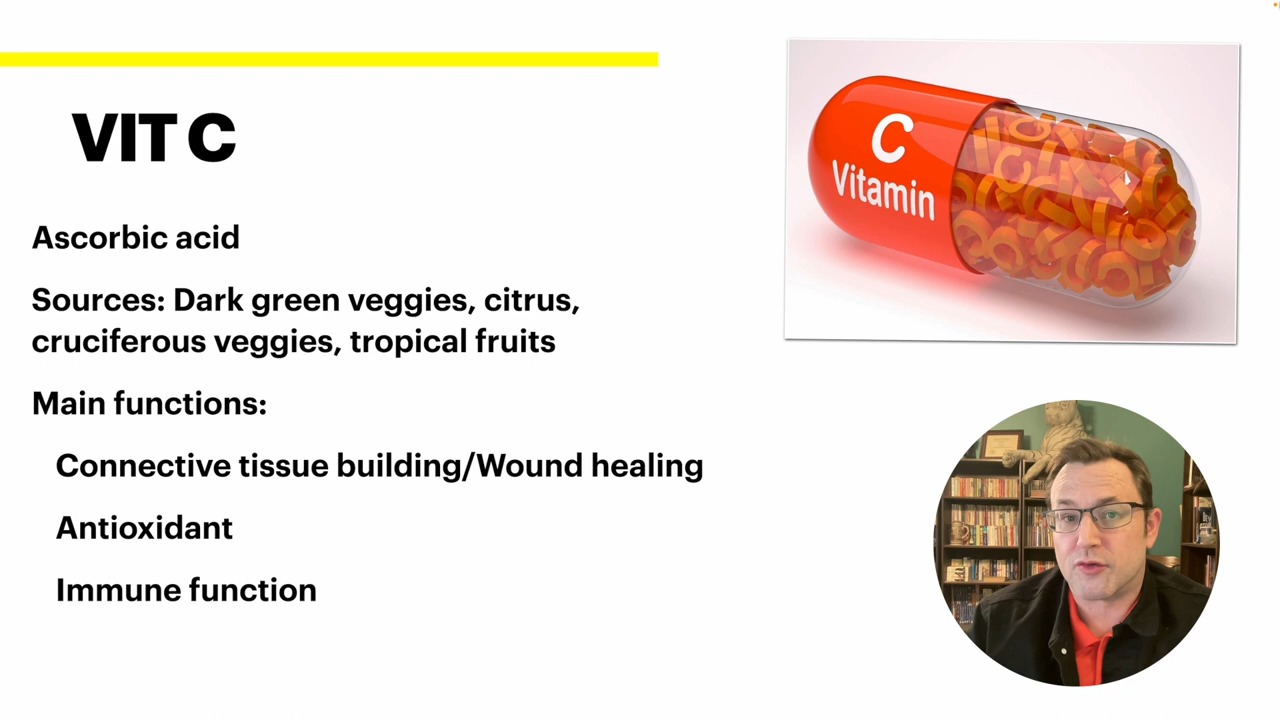 VIT C
Ascorbic acid
Sources: Dark green veggies, citrus,
cruciferous veggies, tropical fruits
Main functions:
Connective tissue building/Wound healing
Antioxidant
Immune function
C
Vitamin